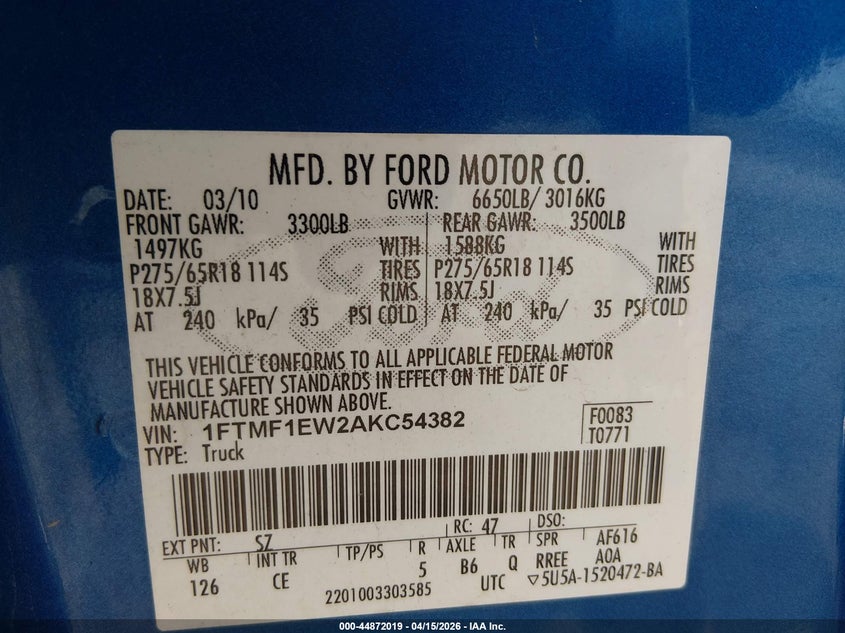 MFD. BY FORD MOTOR CO.
DATE: 03/10 GVWR: 6650LB/ 3016KG
FRONT GAWR: 3300LB REAR GAWR: 3500LB
1497KG WITH 1588KG WITH
P275/65R18 114S TIRES P275/65R18 114S TIRES
18X7.5J RIMS 18X7.5J RIMS
AT 240 kPa/ 35 PSI COLD AT 240 kPa/ 35 PSI COLD
THIS VEHICLE CONFORMS TO ALL APPLICABLE FEDERAL MOTOR
VEHICLE SAFETY STANDARDS IN EFFECT ON THE DATE OF
MANUFACTURE SHOWN ABOVE.
VIN: 1FTMF1EW2AKC54382 F0083
TYPE: Truck T0771
EXT PNT: SZ RC: 47 DSO:
WB INT TR TP/PS R AXLE TR SPR AF616
126 CE 5 B6 Q RREE AOA
2201003303585 UTC ▽5U5A-1520472-BA
000-44872019 - 04/15/2026 - IAA Inc.